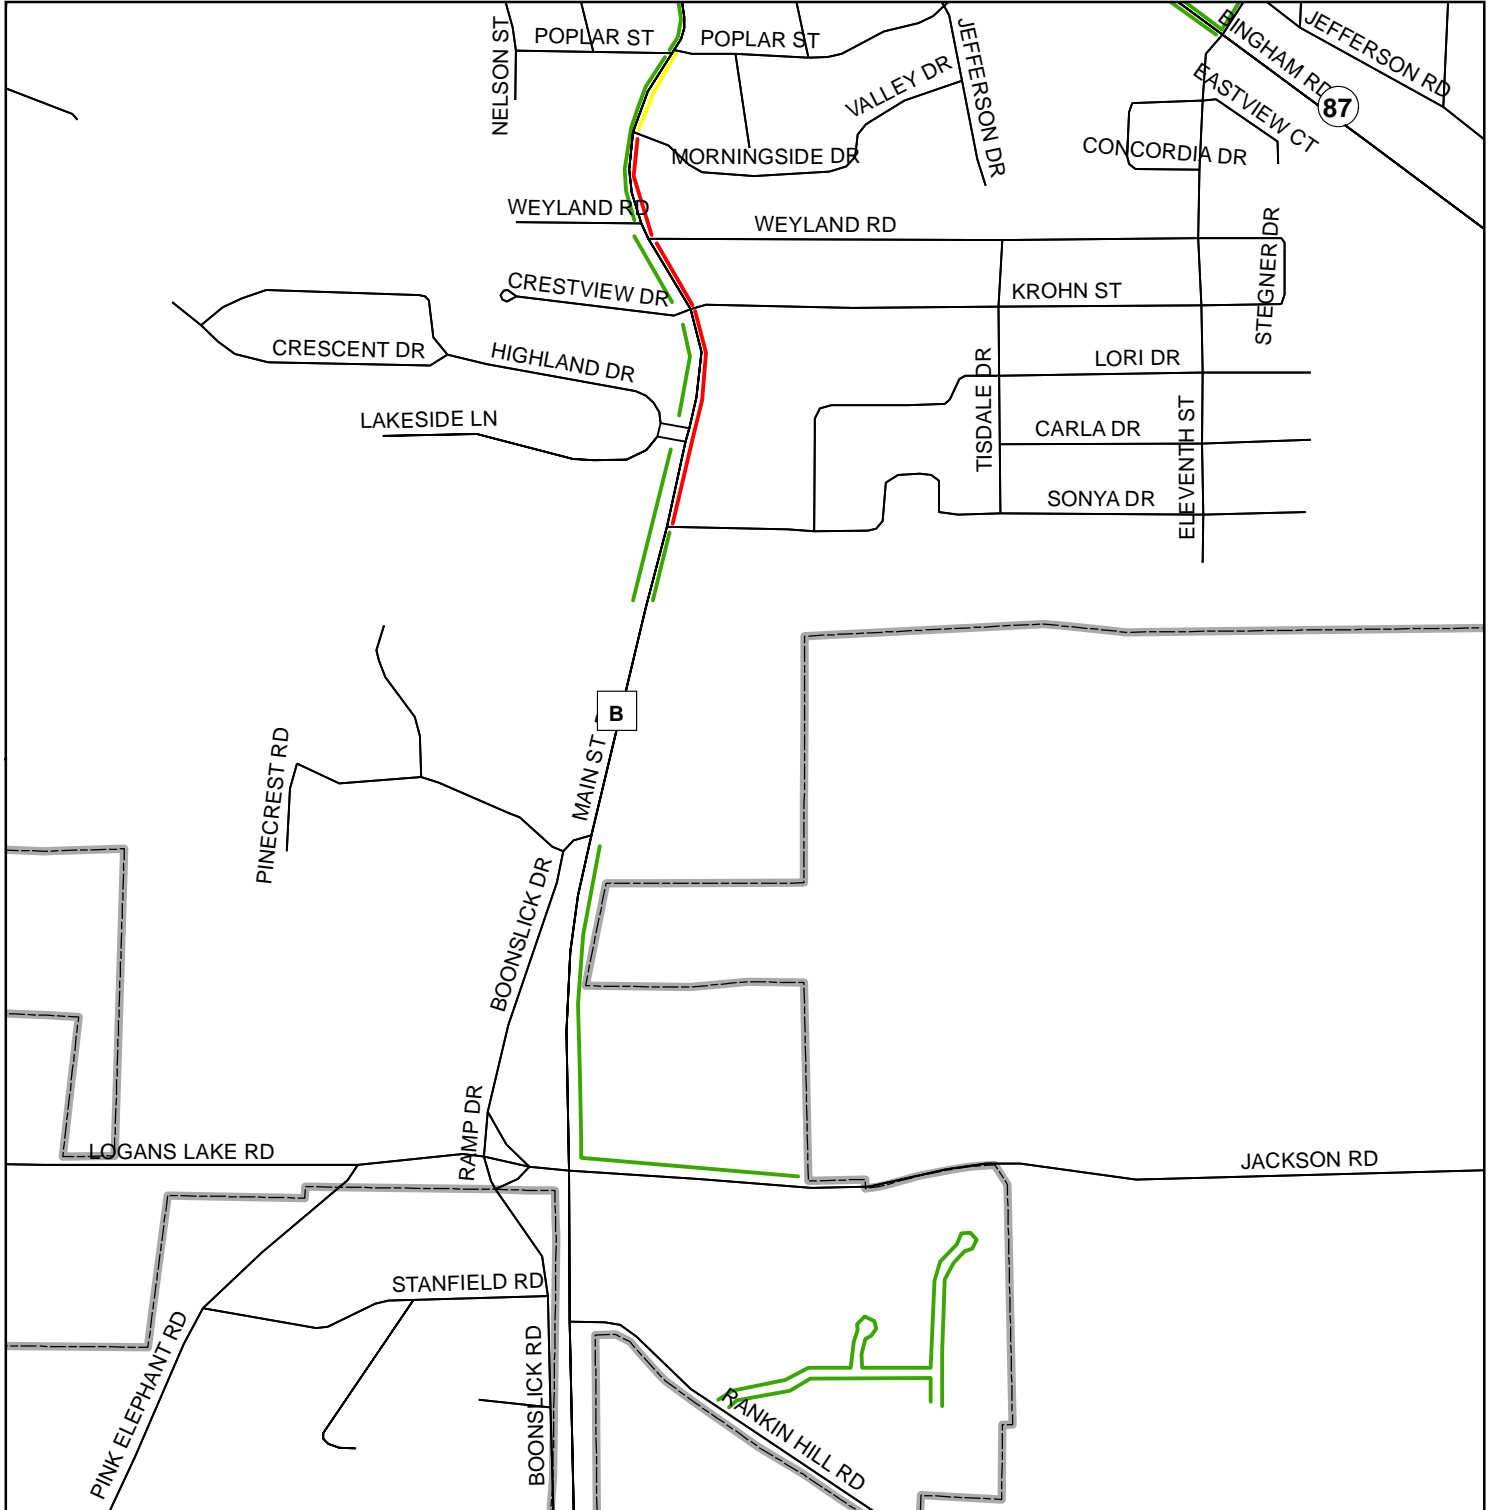 NELSON ST
POPLAR ST
POPLAR ST
JEFFERSON DR
VALLEY DR
MORNINGSIDE DR
BINGHAM RD
JEFFERSON RD
87
EASTVIEW CT
CONCORDIA DR
WEYLAND RD
WEYLAND RD
STEGNER DR
CRESTVIEW DR
KROHN ST
CRESCENT DR
HIGHLAND DR
LORI DR
TISDALE DR
LAKESIDE LN
CARLA DR
ELEVENTH ST
SONYA DR
B
MAIN ST
PINECREST RD
BOONSLICK DR
RAMP DR
LOGANS LAKE RD
JACKSON RD
STANFIELD RD
PINK ELEPHANT RD
BOONSLICK RD
RANKIN HILL RD